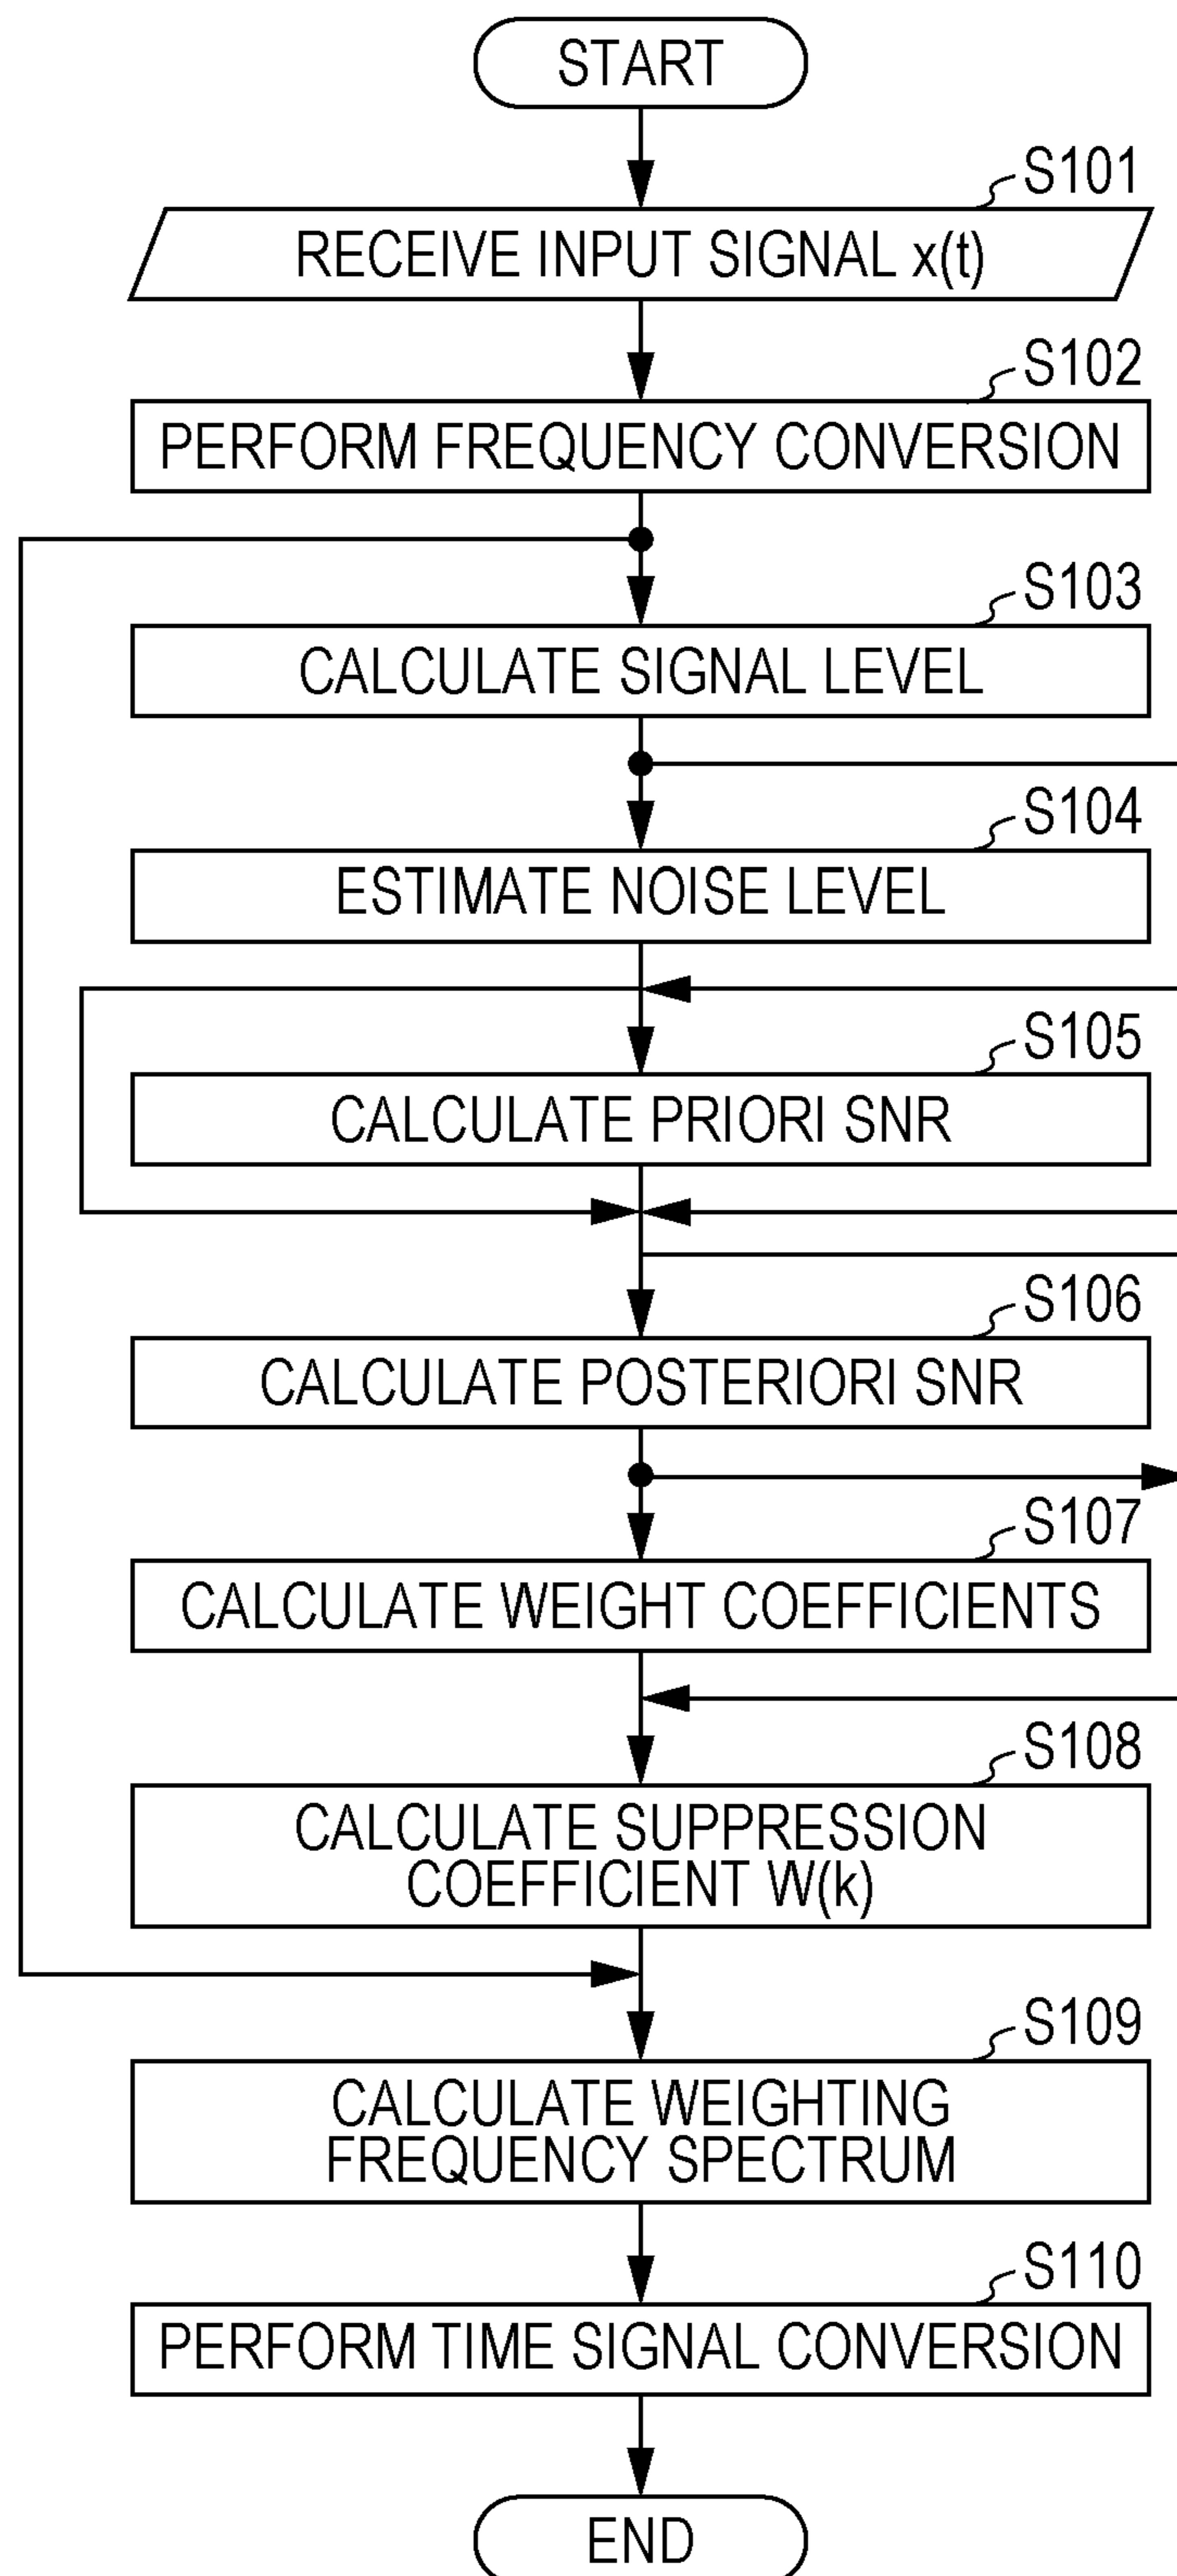 START
S101
RECEIVE INPUT SIGNAL x(t)
S102
PERFORM FREQUENCY CONVERSION
S103
CALCULATE SIGNAL LEVEL
S104
ESTIMATE NOISE LEVEL
S105
CALCULATE PRIORI SNR
S106
CALCULATE POSTERIORI SNR
S107
CALCULATE WEIGHT COEFFICIENTS
S108
CALCULATE SUPPRESSION
COEFFICIENT W(k)
S109
CALCULATE WEIGHTING
FREQUENCY SPECTRUM
S110
PERFORM TIME SIGNAL CONVERSION
END